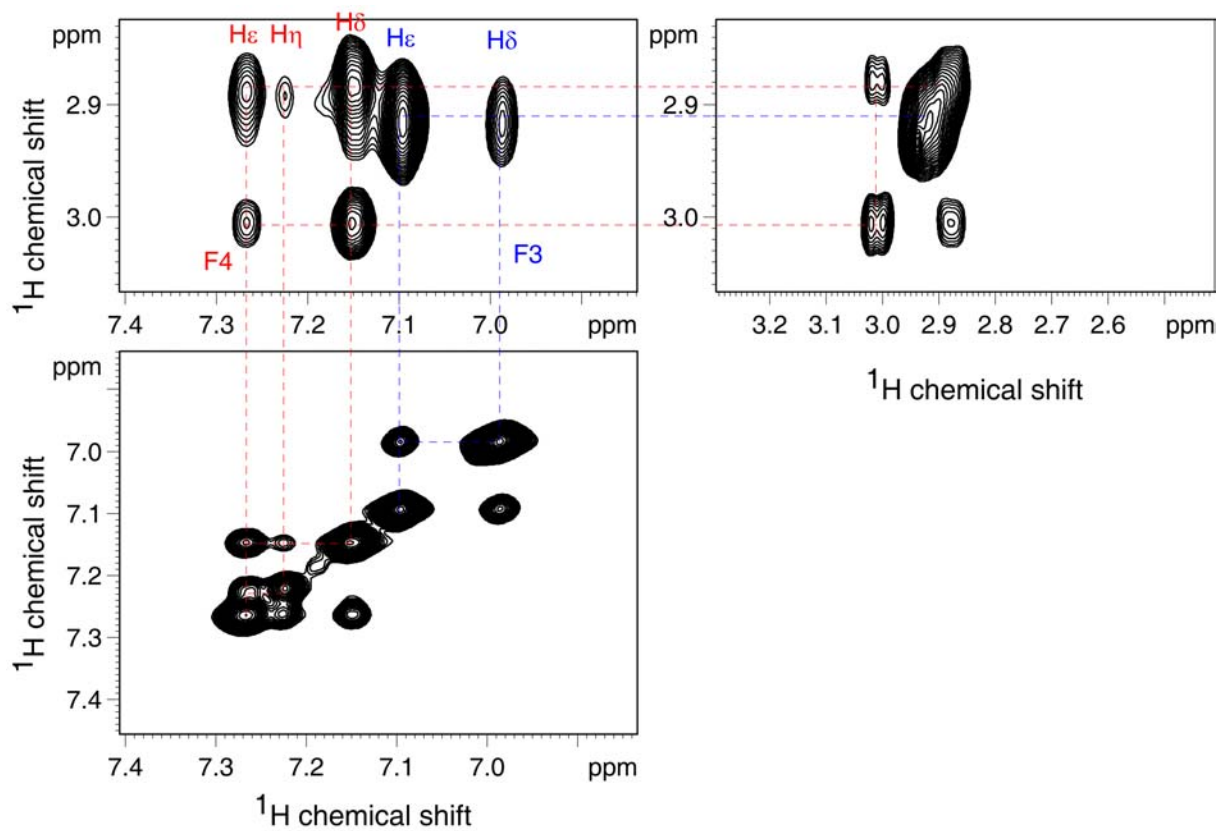 Hε Hη Hδ Hε Hδ
ppm
2.9
3.0
¹H chemical shift
F4
F3
7.4 7.3 7.2 7.1 7.0 ppm
ppm
2.9
3.0
3.2 3.1 3.0 2.9 2.8 2.7 2.6 ppm
¹H chemical shift
ppm
7.0
7.1
7.2
7.3
7.4
¹H chemical shift
7.4 7.3 7.2 7.1 7.0 ppm
¹H chemical shift